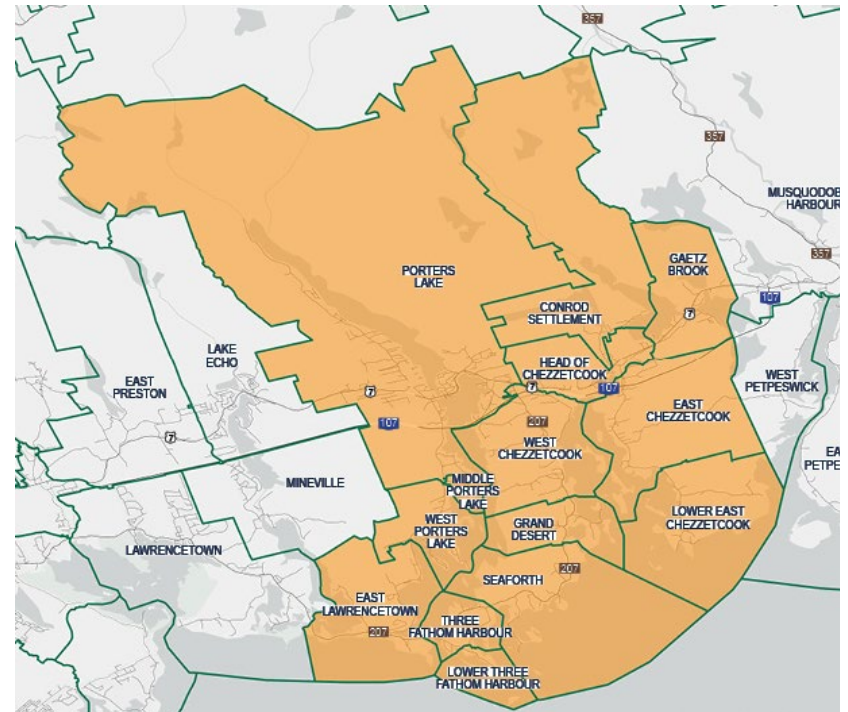 357
357
MUSQUODOB
HARBOUR
GAETZ
BROOK
357
PORTERS
LAKE
107
CONROD
SETTLEMENT
7
LAKE
ECHO
HEAD OF
CHEZZETCOOK
EAST
PRESTON
WEST
PETPESWICK
7
7
107
EAST
CHEZZETCOOK
107
207
7
WEST
CHEZZETCOOK
EA
PETPE
MINEVILLE
MIDDLE
PORTERS
LAKE
LOWER EAST
CHEZZETCOOK
WEST
PORTERS
LAKE
GRAND
DESERT
LAWRENCETOWN
207
SEAFORTH
EAST
LAWRENCETOWN
THREE
FATHOM HARBOUR
207
LOWER THREE
FATHOM HARBOUR